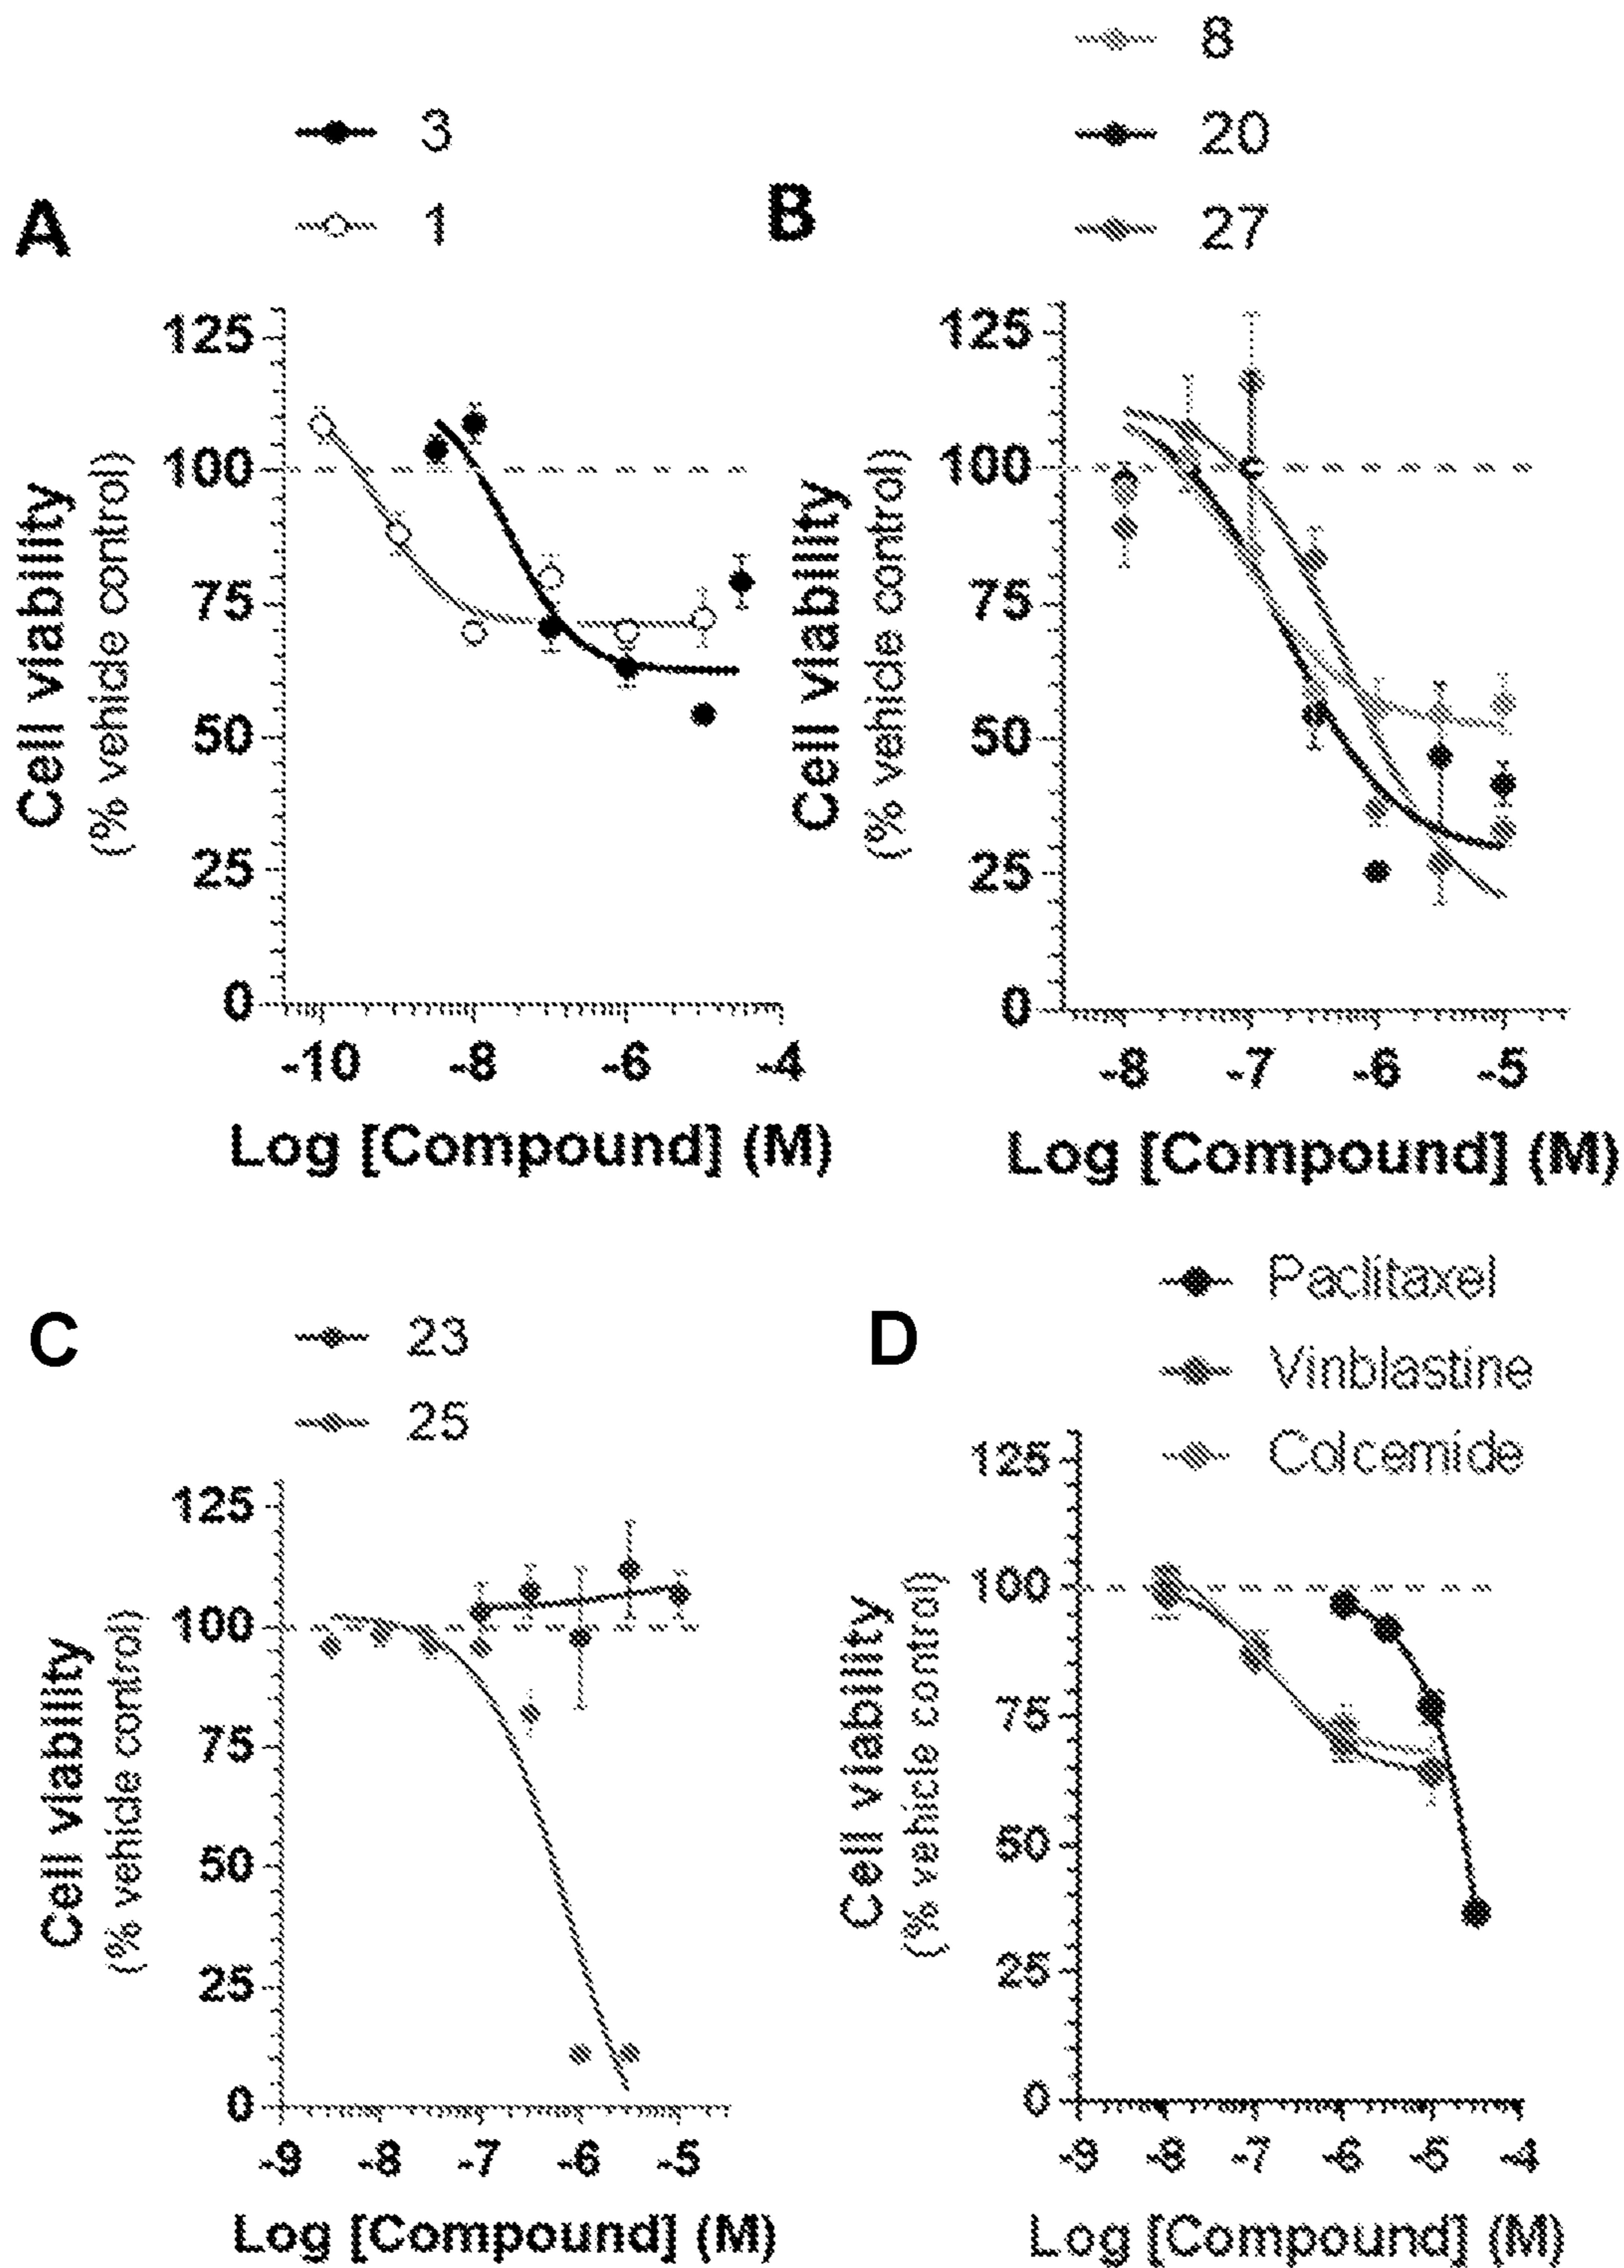 A
3
1
125
100
75
50
25
0
Cell viability
(% vehicle control)
-10 -8 -6 -4
Log [Compound] (M)
B
8
20
27
125
100
75
50
25
0
Cell viability
(% vehicle control)
-8 -7 -6 -5
Log [Compound] (M)
C
23
25
125
100
75
50
25
0
Cell viability
(% vehicle control)
-9 -8 -7 -6 -5
Log [Compound] (M)
D
Paclitaxel
Vinblastine
Colcemide
125
100
75
50
25
0
Cell viability
(% vehicle control)
-9 -8 -7 -6 -5 -4
Log [Compound] (M)